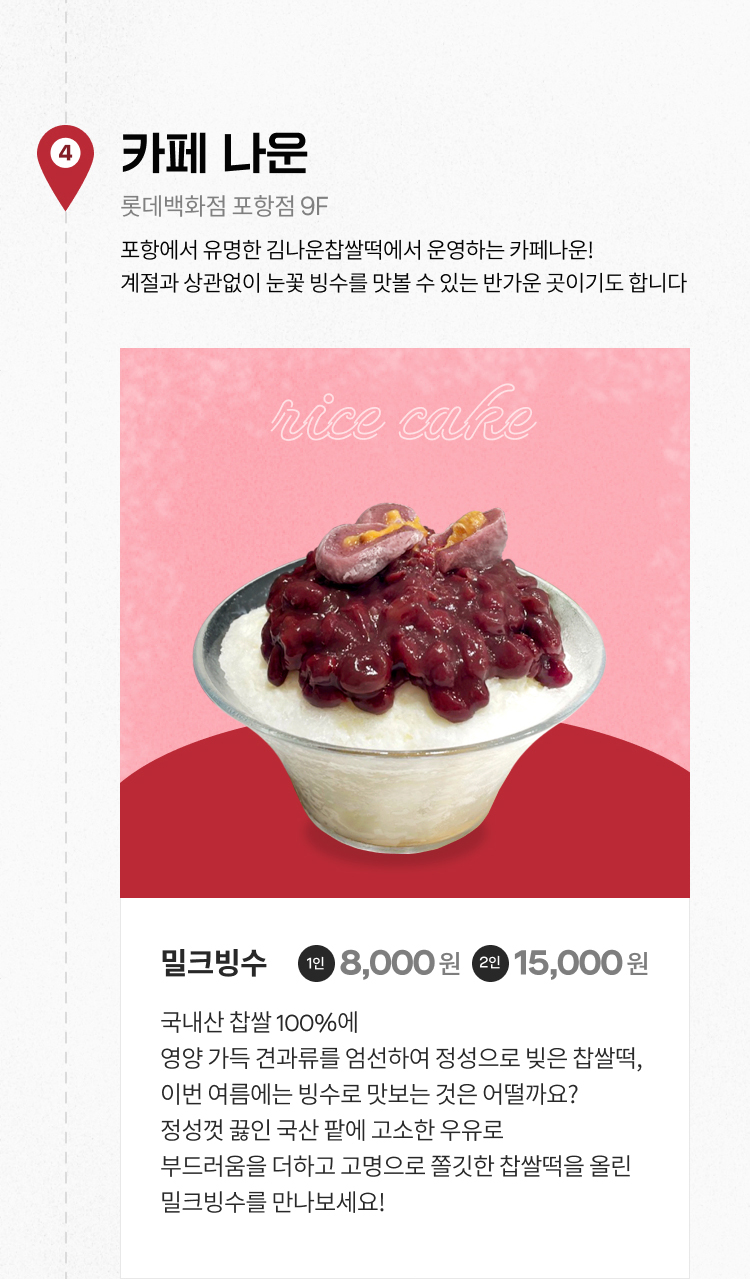 4
카페 나운
롯데백화점 포항점 9F
포항에서 유명한 김나운찹쌀떡에서 운영하는 카페나운!
계절과 상관없이 눈꽃 빙수를 맛볼 수 있는 반가운 곳이기도 합니다
rice cake
밀크빙수 1인 8,000원 2인 15,000원
국내산 찹쌀 100%에
영양 가득 견과류를 엄선하여 정성으로 빚은 찹쌀떡,
이번 여름에는 빙수로 맛보는 것은 어떨까요?
정성껏 끓인 국산 팥에 고소한 우유로
부드러움을 더하고 고명으로 쫄깃한 찹쌀떡을 올린
밀크빙수를 만나보세요!